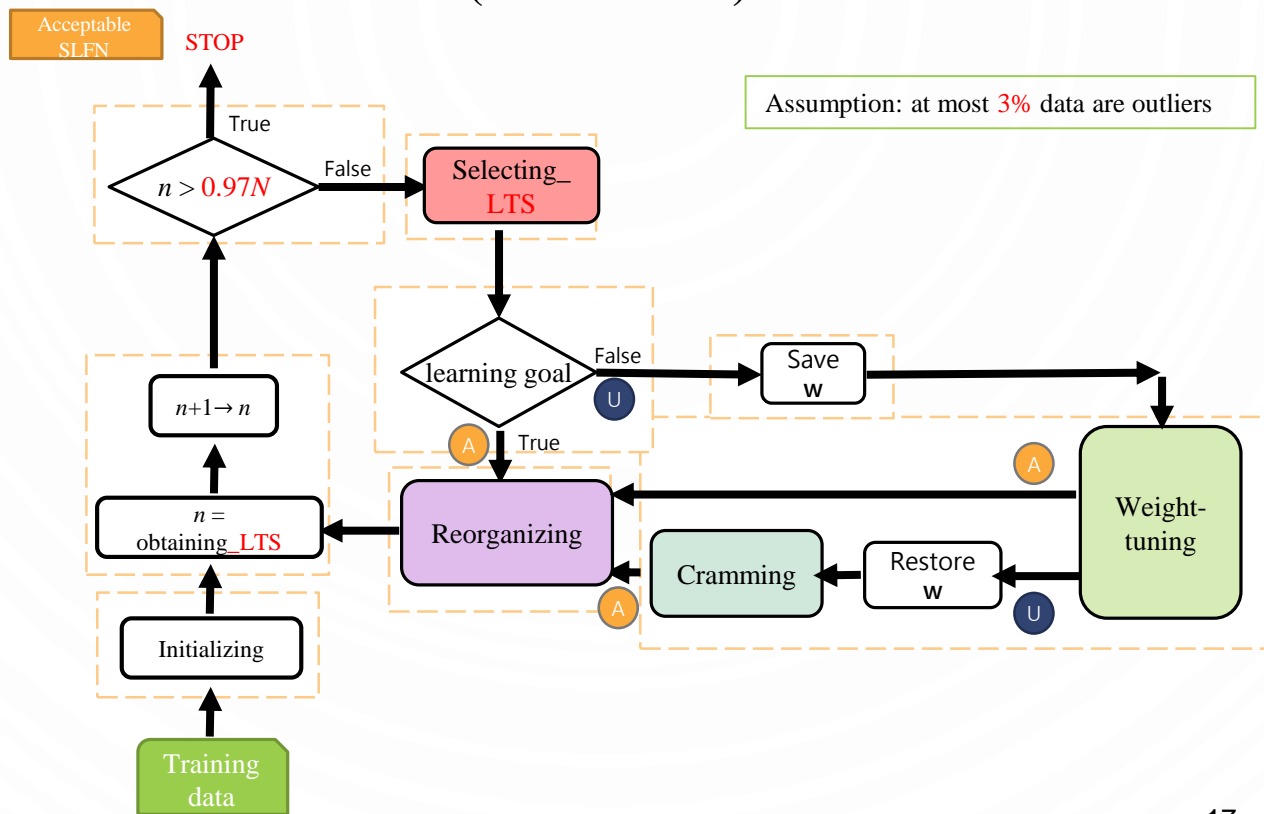 Acceptable
SLFN
STOP
Assumption: at most 3% data are outliers
True
n > 0.97N
False
Selecting_
LTS
learning goal
False
U
Save
w
A
True
n+1→ n
n =
obtaining_LTS
Reorganizing
A
Weight-
tuning
Cramming
Restore
w
A
U
Initializing
Training
data